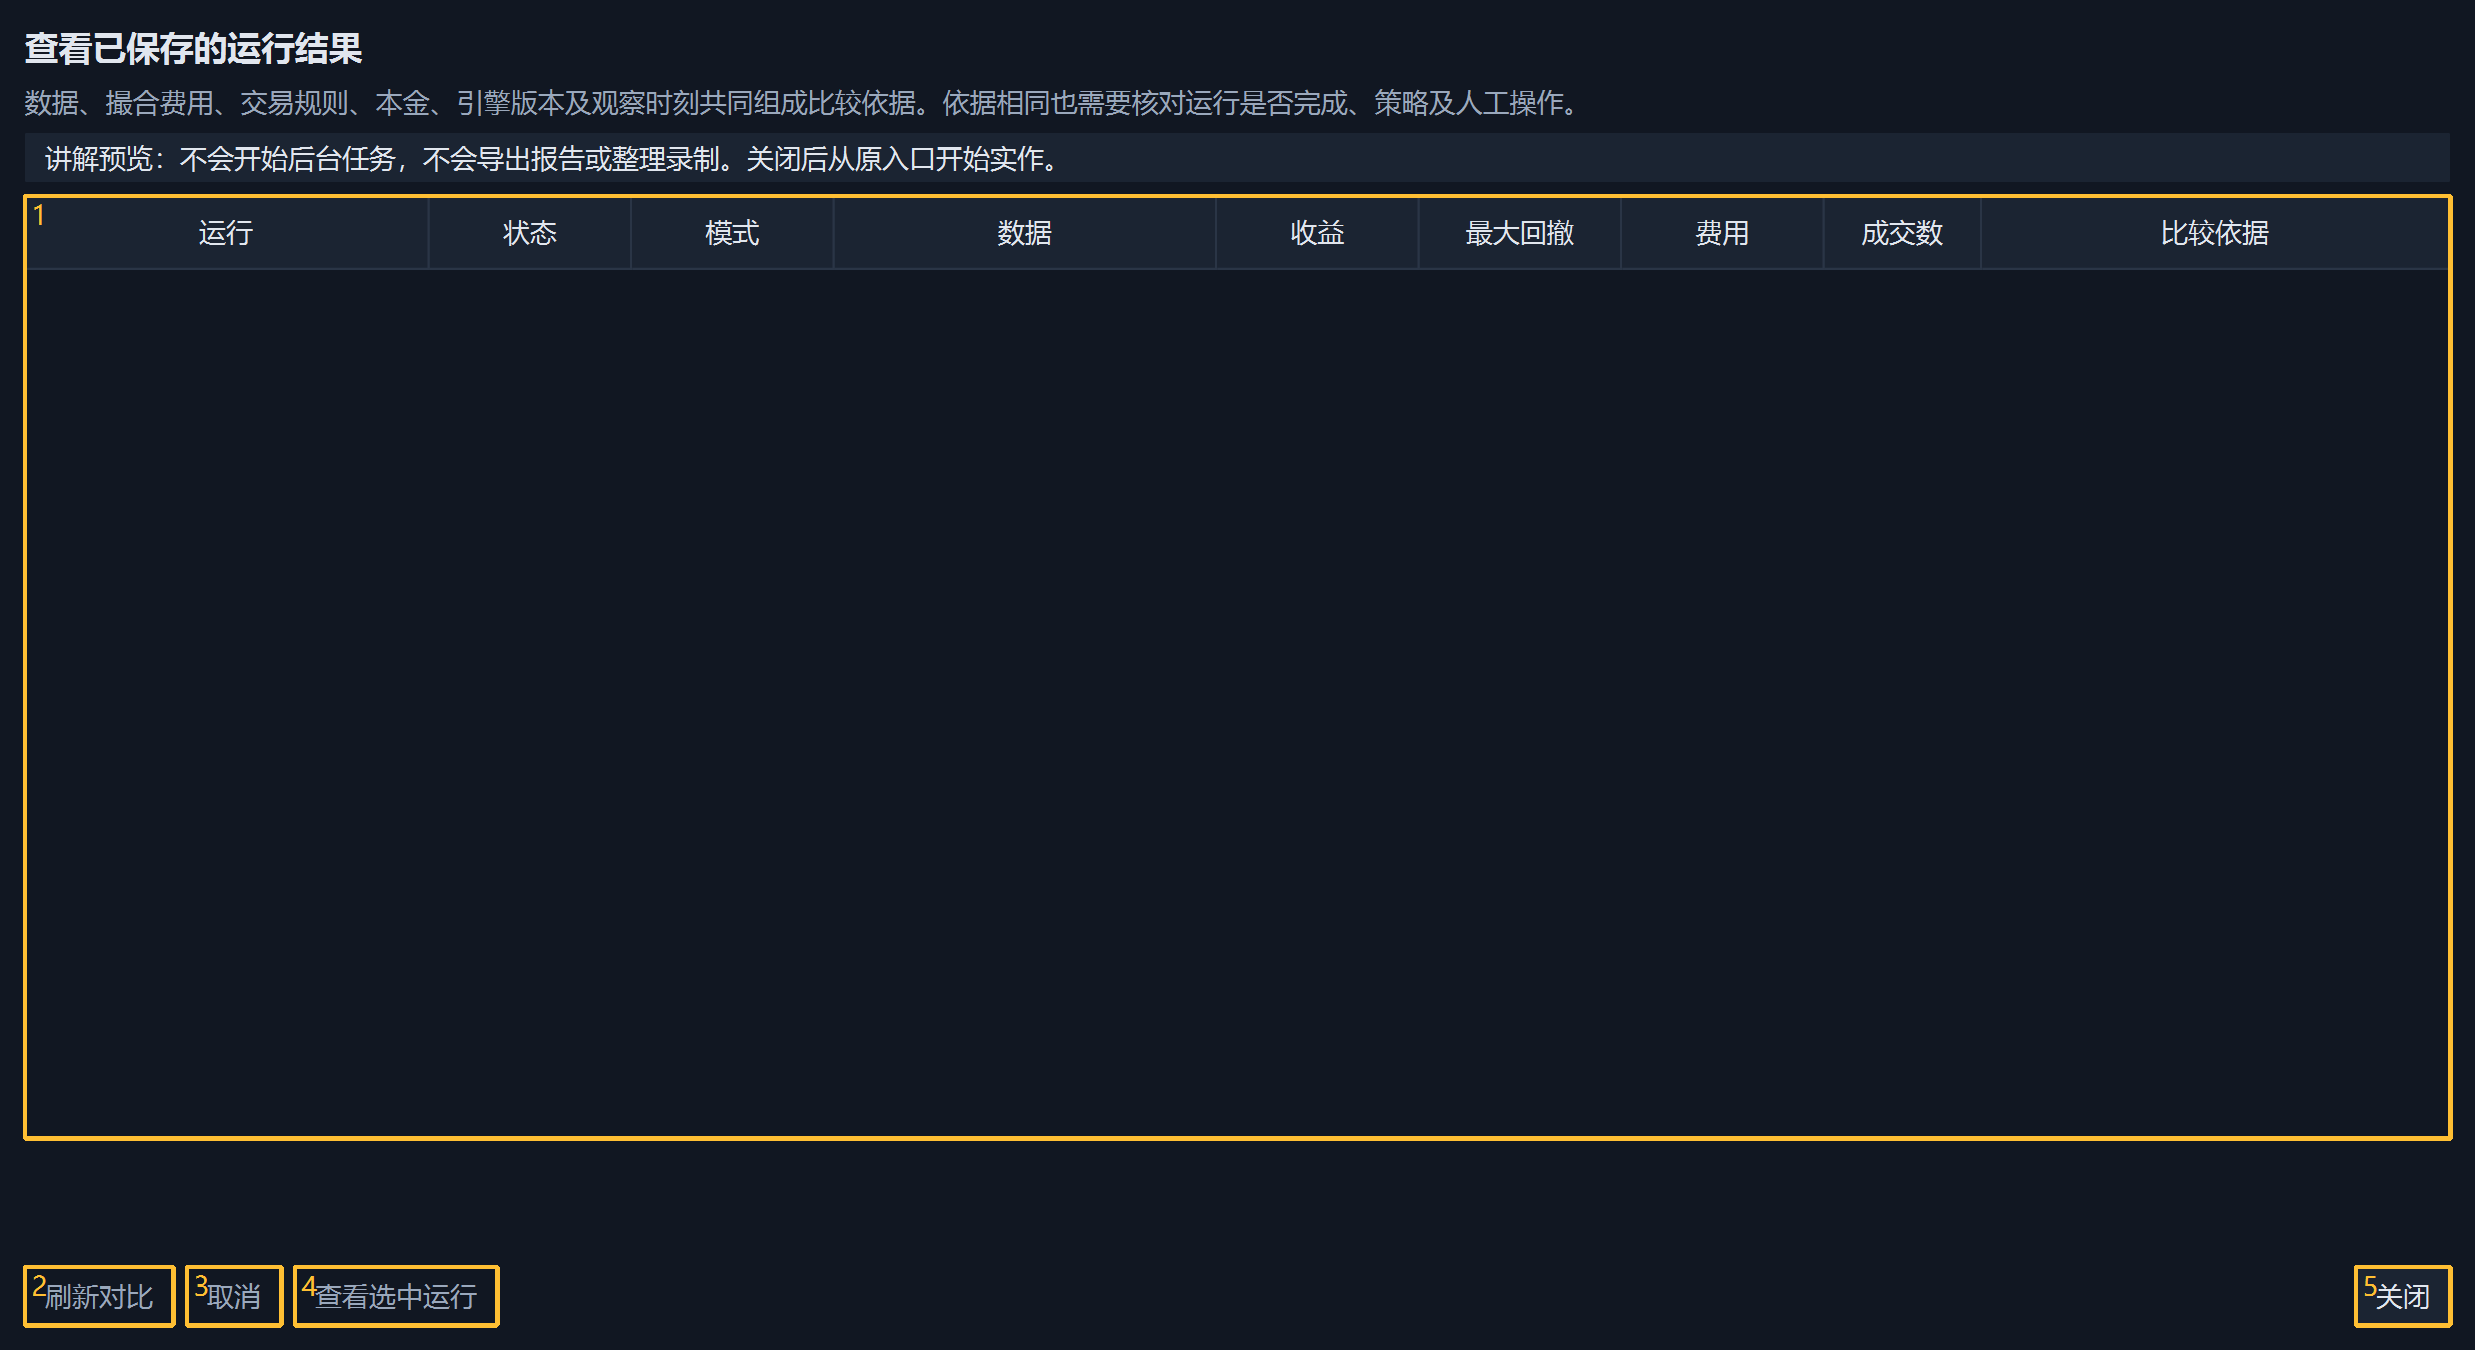 查看已保存的运行结果
数据、撮合费用、交易规则、本金、引擎版本及观察时刻共同组成比较依据。依据相同也需要核对运行是否完成、策略及人工操作。
讲解预览：不会开始后台任务，不会导出报告或整理录制。关闭后从原入口开始实作。
1 运行 状态 模式 数据 收益 最大回撤 费用 成交数 比较依据
2 刷新对比 3 取消 4 查看选中运行 5 关闭